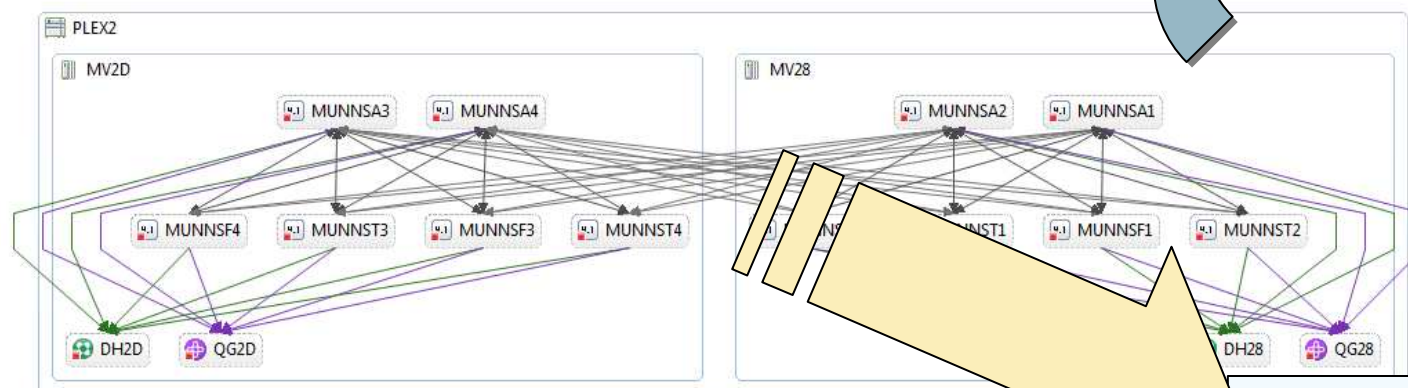 PLEX2
MV2D
MV28
MUNNSA3 MUNNSA4 MUNNSA2 MUNNSA1
MUNNSF4 MUNNST3 MUNNSF3 MUNNST4 MUNNSF1 MUNNST2
DH2D QG2D DH28 QG28